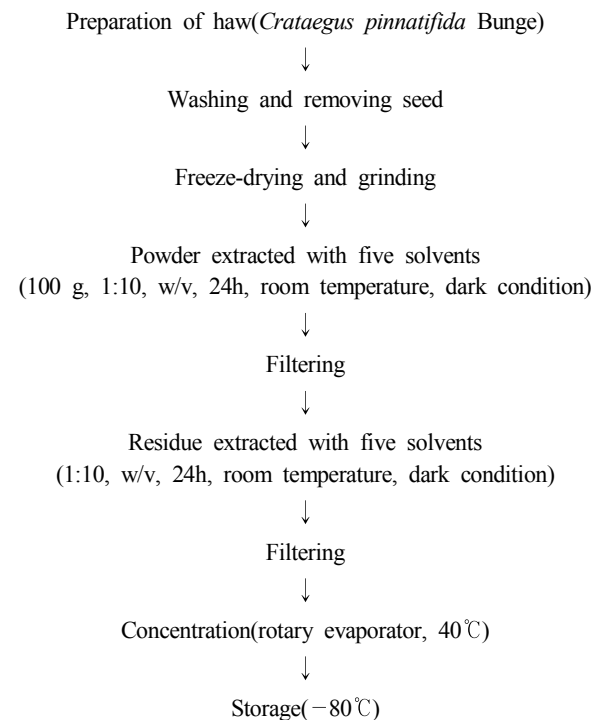 Preparation of haw(Crataegus pinnatifida Bunge)
↓
Washing and removing seed
↓
Freeze-drying and grinding
↓
Powder extracted with five solvents
(100 g, 1:10, w/v, 24h, room temperature, dark condition)
↓
Filtering
↓
Residue extracted with five solvents
(1:10, w/v, 24h, room temperature, dark condition)
↓
Filtering
↓
Concentration(rotary evaporator, 40℃)
↓
Storage(−80℃)